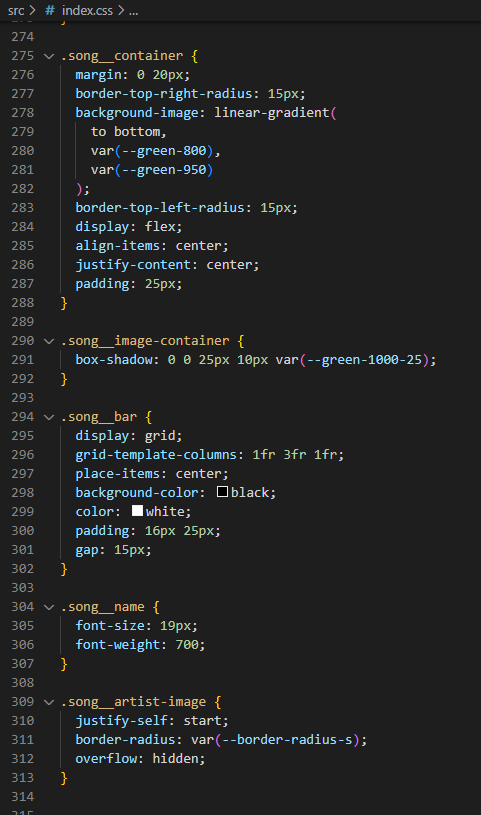 src > # index.css > ...
274
275 .song__container {
276 margin: 0 20px;
277 border-top-right-radius: 15px;
278 background-image: linear-gradient(
279 to bottom,
280 var(--green-800),
281 var(--green-950)
282 );
283 border-top-left-radius: 15px;
284 display: flex;
285 align-items: center;
286 justify-content: center;
287 padding: 25px;
288 }
289
290 .song__image-container {
291 box-shadow: 0 0 25px 10px var(--green-1000-25);
292 }
293
294 .song__bar {
295 display: grid;
296 grid-template-columns: 1fr 3fr 1fr;
297 place-items: center;
298 background-color: black;
299 color: white;
300 padding: 16px 25px;
301 gap: 15px;
302 }
303
304 .song__name {
305 font-size: 19px;
306 font-weight: 700;
307 }
308
309 .song__artist-image {
310 justify-self: start;
311 border-radius: var(--border-radius-s);
312 overflow: hidden;
313 }
314